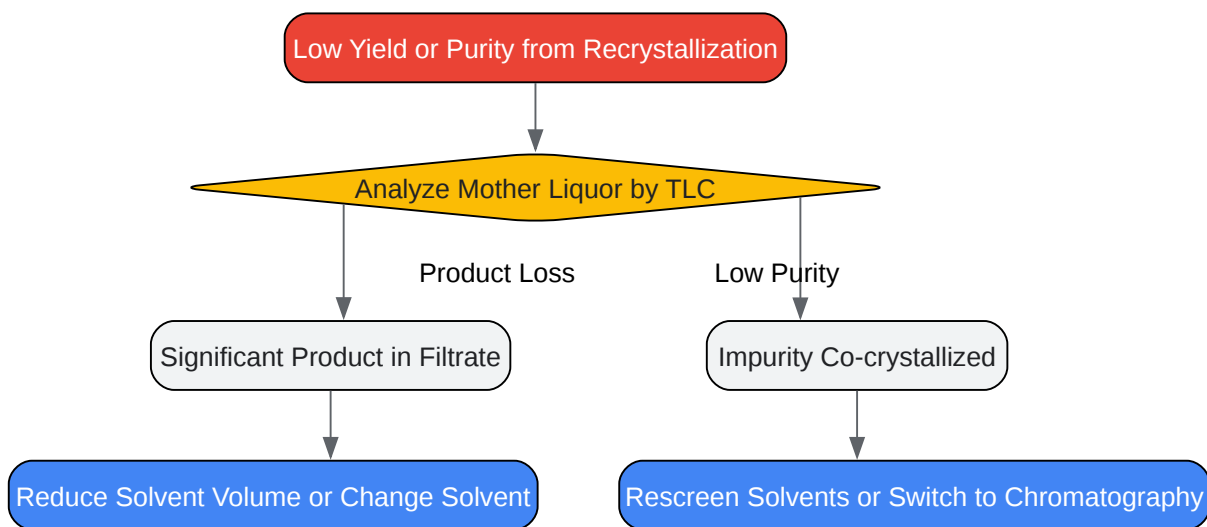 Low Yield or Purity from Recrystallization
Analyze Mother Liquor by TLC
Product Loss
Low Purity
Significant Product in Filtrate
Impurity Co-crystallized
Reduce Solvent Volume or Change Solvent
Rescreen Solvents or Switch to Chromatography